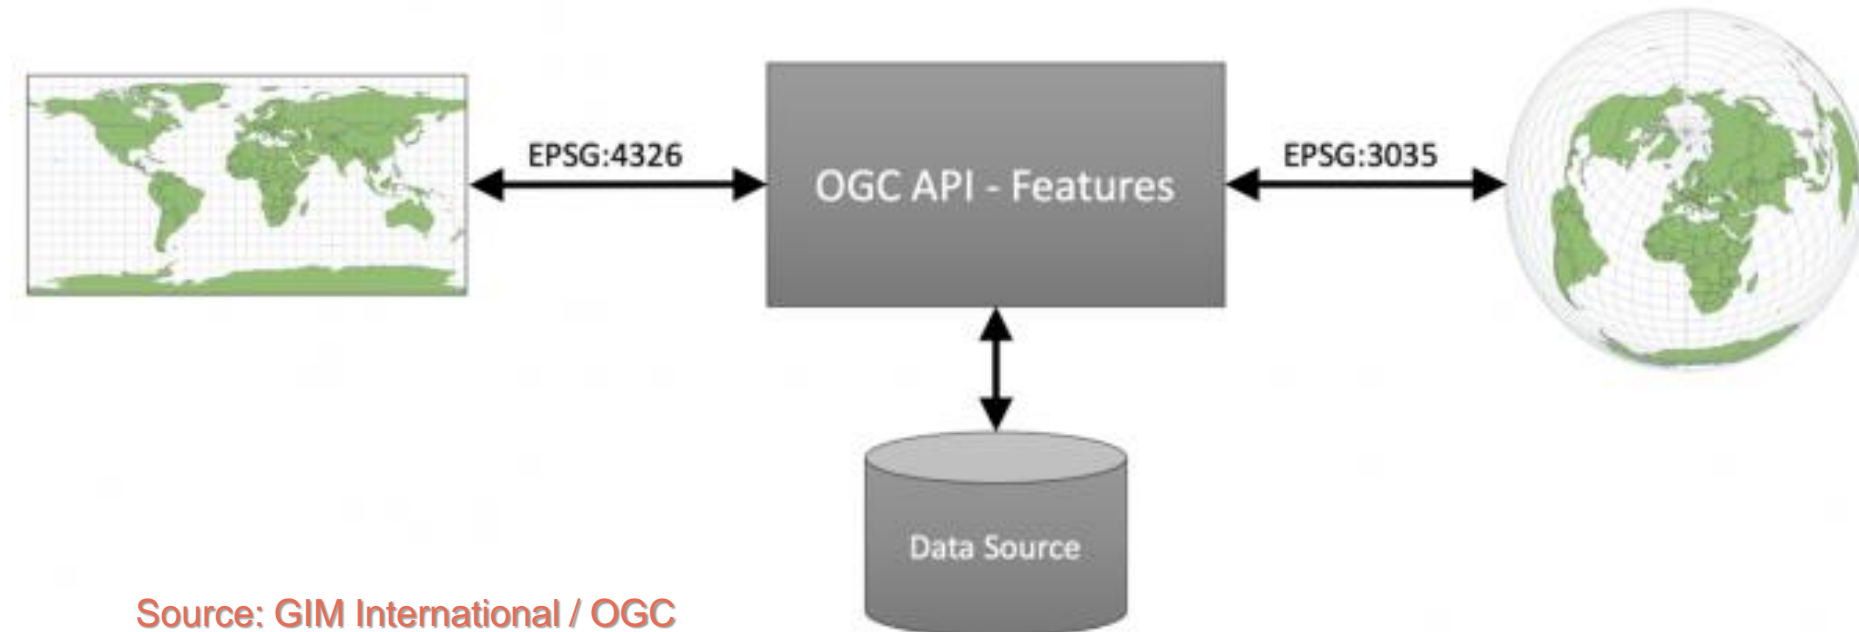 EPSG:4326
OGC API - Features
EPSG:3035
Data Source
Source: GIM International / OGC